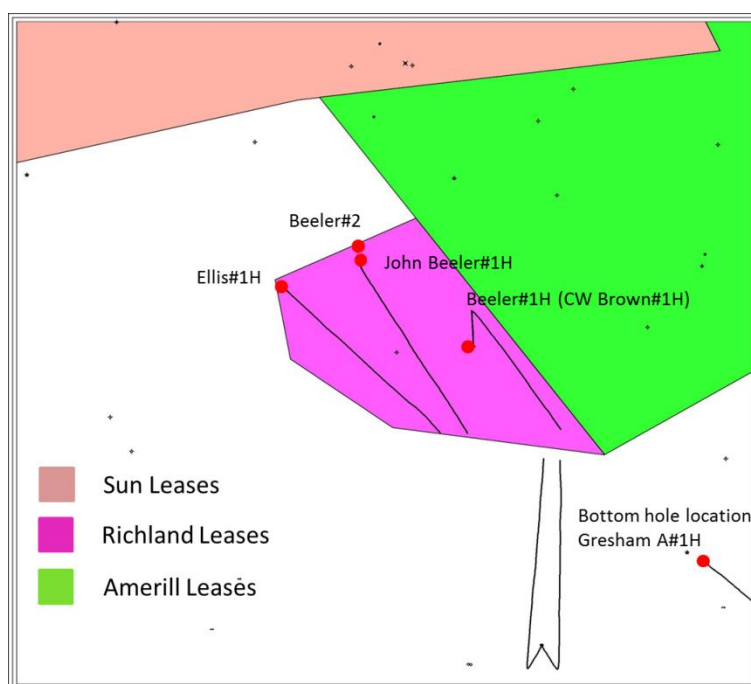 Beeler#2
John Beeler#1H
Ellis#1H
Beeler#1H (CW Brown#1H)
Sun Leases
Richland Leases
Amerill Leases
Bottom hole location
Gresham A#1H